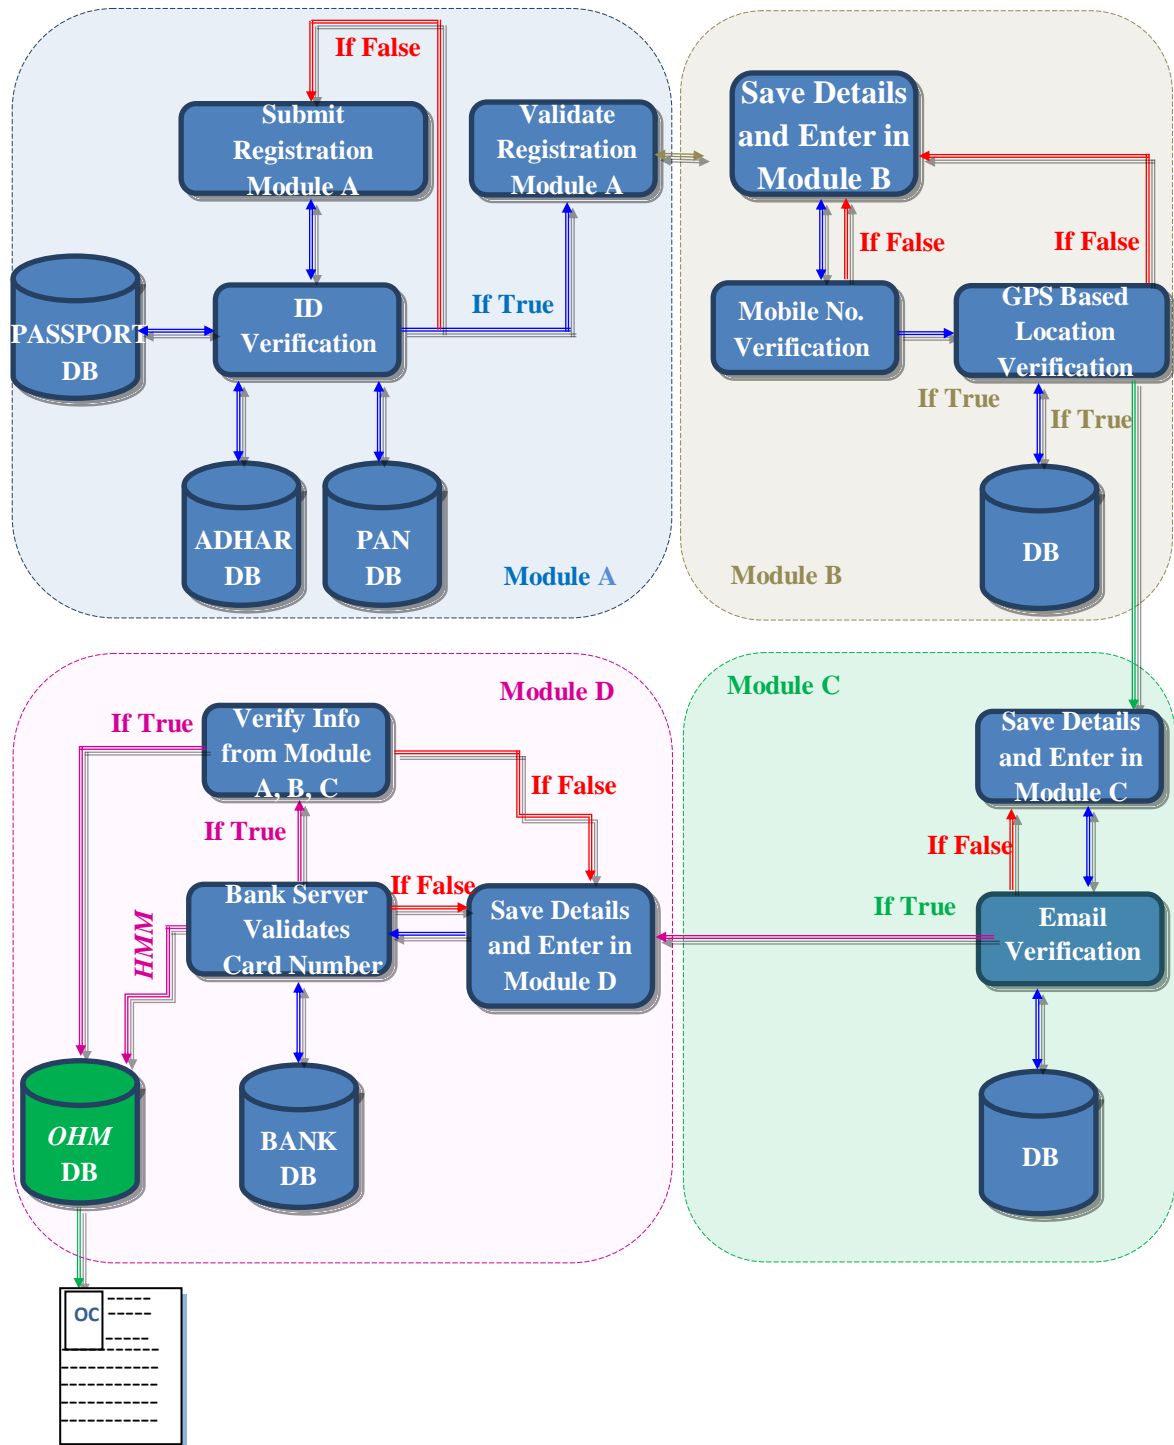 If False
Submit
Registration
Module A
Validate
Registration
Module A
ID
Verification
If True
PASSPORT
DB
ADHAR
DB
PAN
DB
Module A
Save Details
and Enter in
Module B
If False
If False
Mobile No.
Verification
GPS Based
Location
Verification
If True
If True
DB
Module B
Module D
If True
Verify Info
from Module
A, B, C
If False
If True
If False
Bank Server
Validates
Card Number
Save Details
and Enter in
Module D
HMM
OHM
DB
BANK
DB
OC
Module C
Save Details
and Enter in
Module C
If False
If True
Email
Verification
DB